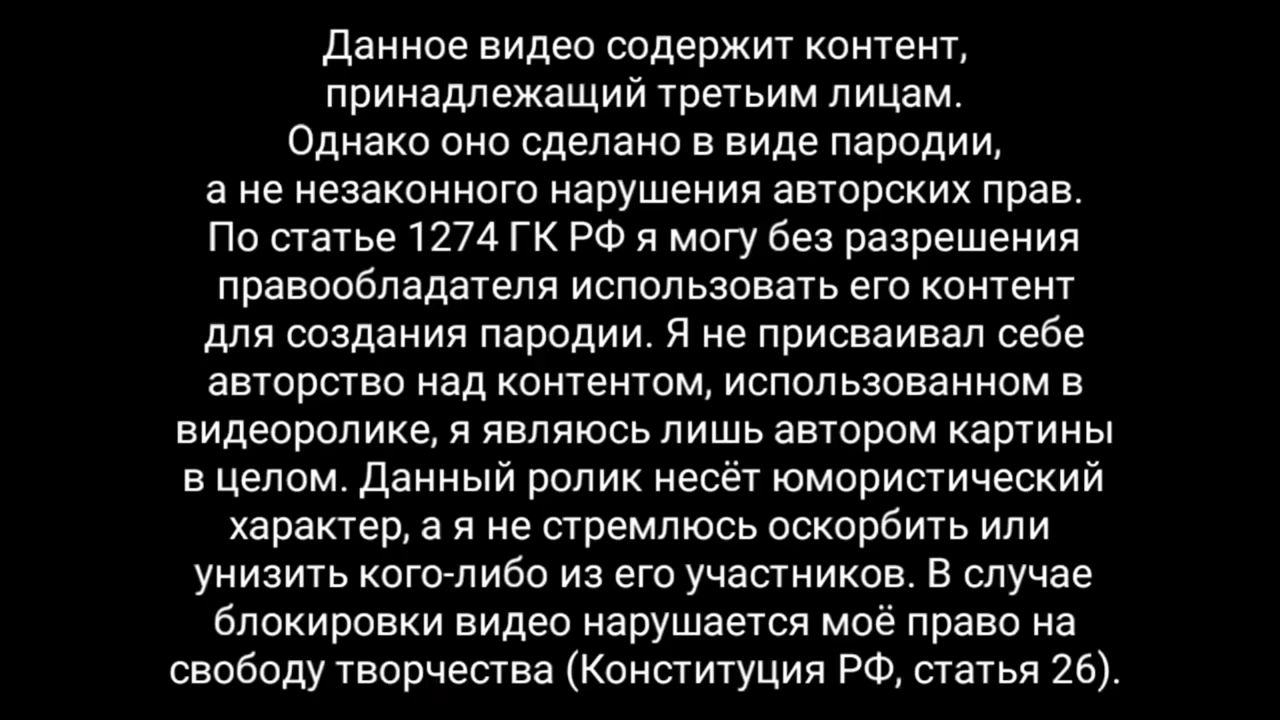 Данное видео содержит контент,
принадлежащий третьим лицам.
Однако оно сделано в виде пародии,
а не незаконного нарушения авторских прав.
По статье 1274 ГК РФ я могу без разрешения
правообладателя использовать его контент
для создания пародии. Я не присваивал себе
авторство над контентом, использованном в
видеоролике, я являюсь лишь автором картины
в целом. Данный ролик несёт юмористический
характер, а я не стремлюсь оскорбить или
унизить кого-либо из его участников. В случае
блокировки видео нарушается моё право на
свободу творчества (Конституция РФ, статья 26).